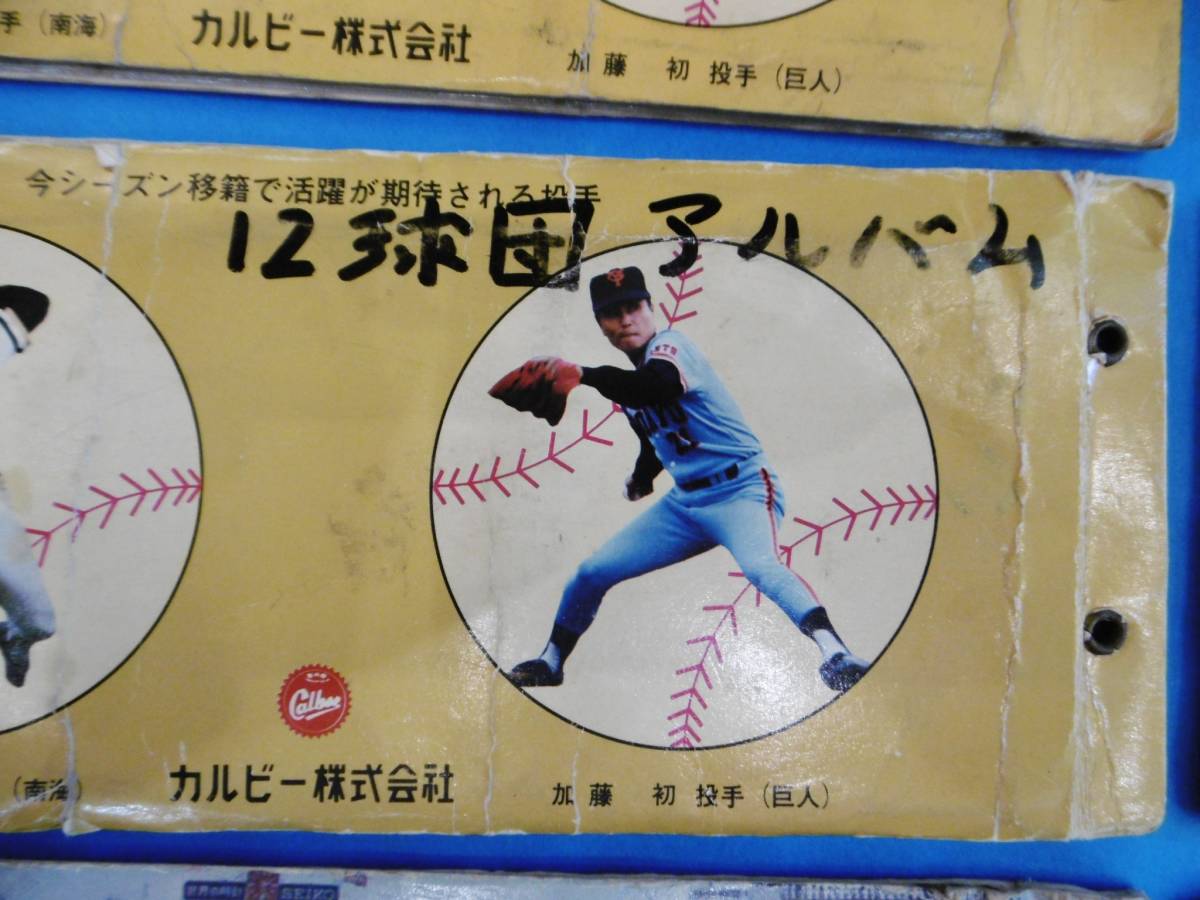 手（南海）
カルビー株式会社
加藤 初 投手（巨人）
今シーズン移籍で活躍が期待される投手
12球団 アルバム
Calbee
（南海）
カルビー株式会社
加藤 初 投手（巨人）
SEIKO